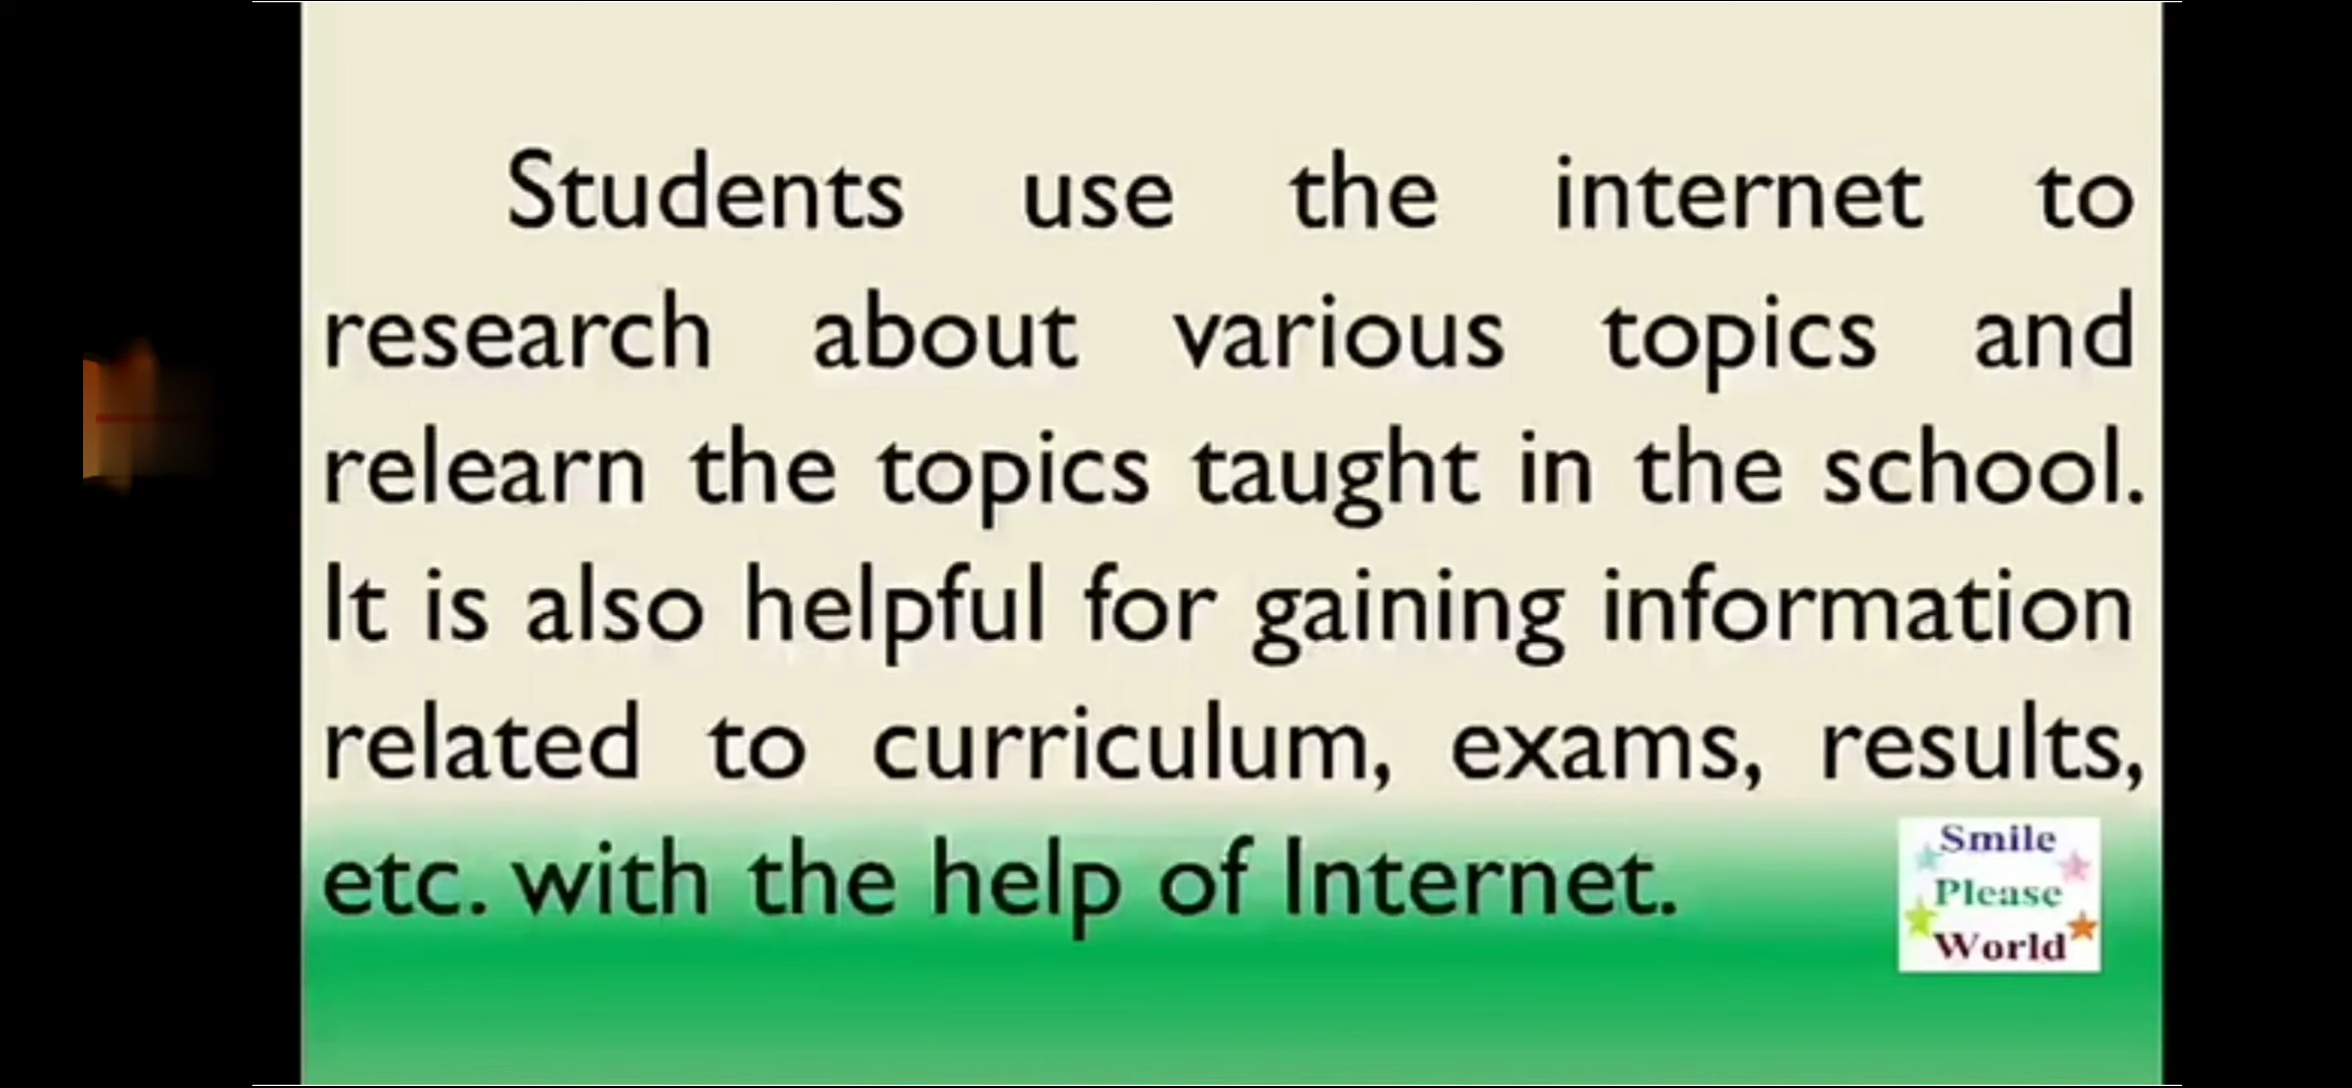 Students use the internet to
research about various topics and
relearn the topics taught in the school.
It is also helpful for gaining information
related to curriculum, exams, results,
etc. with the help of Internet.
Smile
Please
World